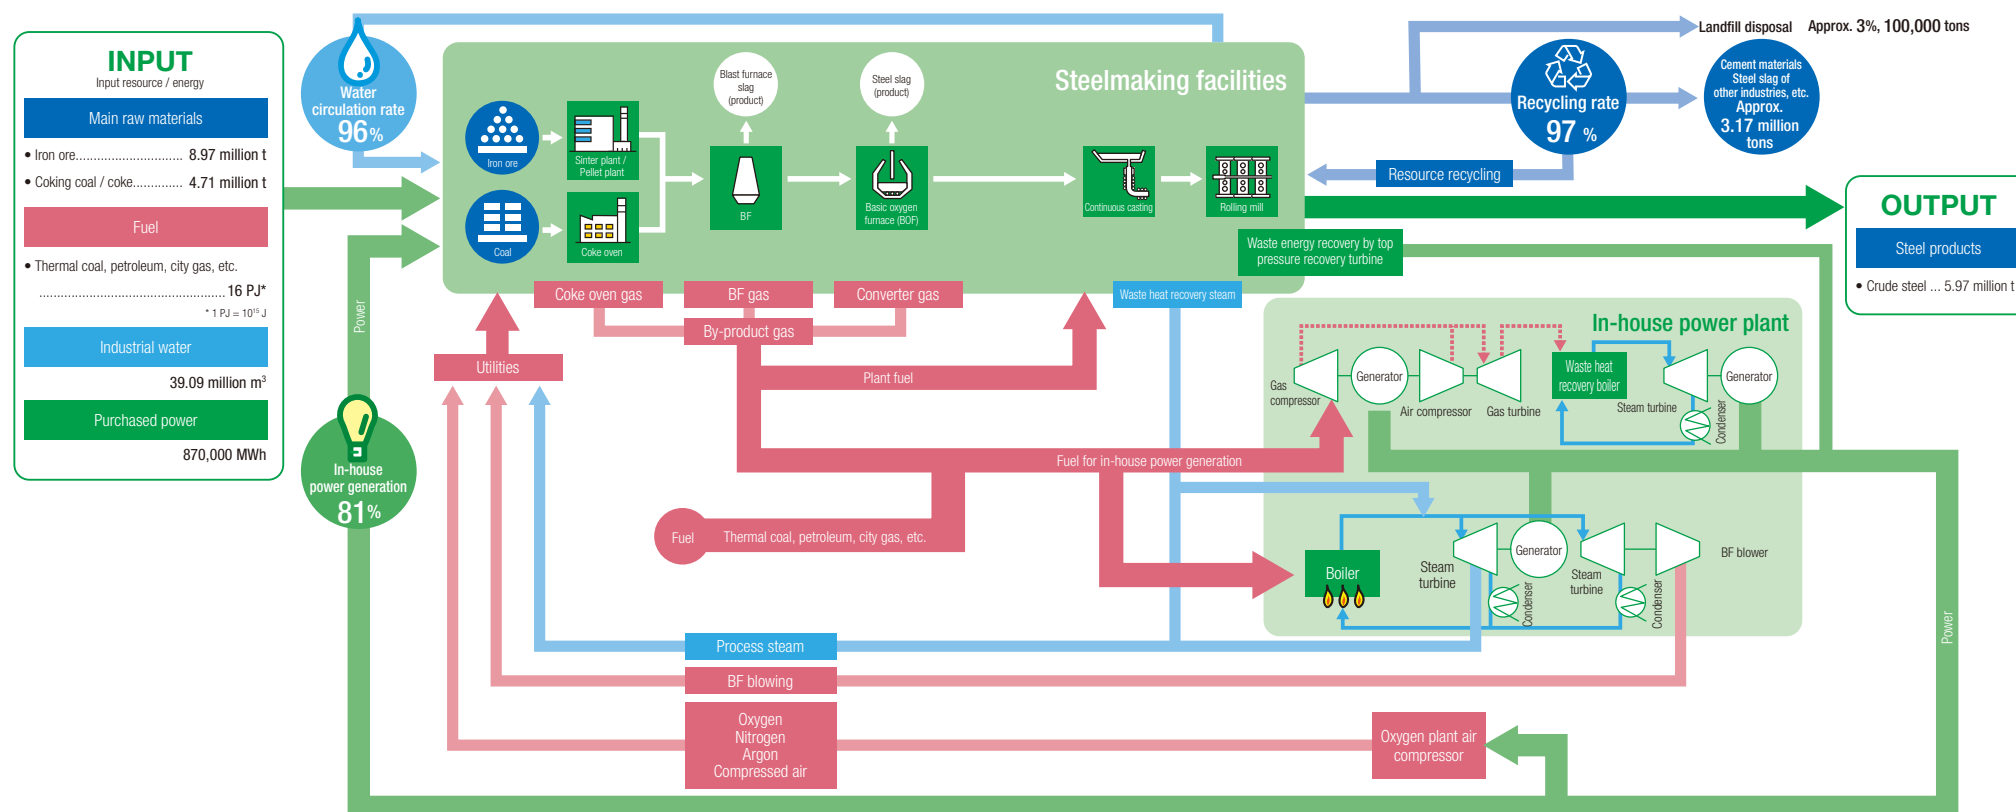 INPUT
Input resource / energy
Main raw materials
• Iron ore.............................. 8.97 million t
• Coking coal / coke.............. 4.71 million t
Fuel
• Thermal coal, petroleum, city gas, etc.
.................................................... 16 PJ*
* 1 PJ = 10¹⁵ J
Industrial water
39.09 million m³
Purchased power
870,000 MWh
Water
circulation rate
96%
In-house
power generation
81%
Power
Steelmaking facilities
Iron ore
Coal
Sinter plant /
Pellet plant
Coke oven
Blast furnace
slag
(product)
BF
Steel slag
(product)
Basic oxygen
furnace (BOF)
Continuous casting
Rolling mill
Landfill disposal Approx. 3%, 100,000 tons
Recycling rate
97 %
Cement materials
Steel slag of
other industries, etc.
Approx.
3.17 million
tons
Resource recycling
OUTPUT
Steel products
• Crude steel ... 5.97 million t
Waste energy recovery by top
pressure recovery turbine
Coke oven gas
BF gas
Converter gas
Waste heat recovery steam
By-product gas
Utilities
Plant fuel
Fuel for in-house power generation
Fuel
Thermal coal, petroleum, city gas, etc.
In-house power plant
Gas
compressor
Generator
Air compressor
Gas turbine
Waste heat
recovery boiler
Steam turbine
Generator
Condenser
Boiler
Steam
turbine
Generator
Condenser
Steam
turbine
Condenser
BF blower
Power
Process steam
BF blowing
Oxygen
Nitrogen
Argon
Compressed air
Oxygen plant air
compressor